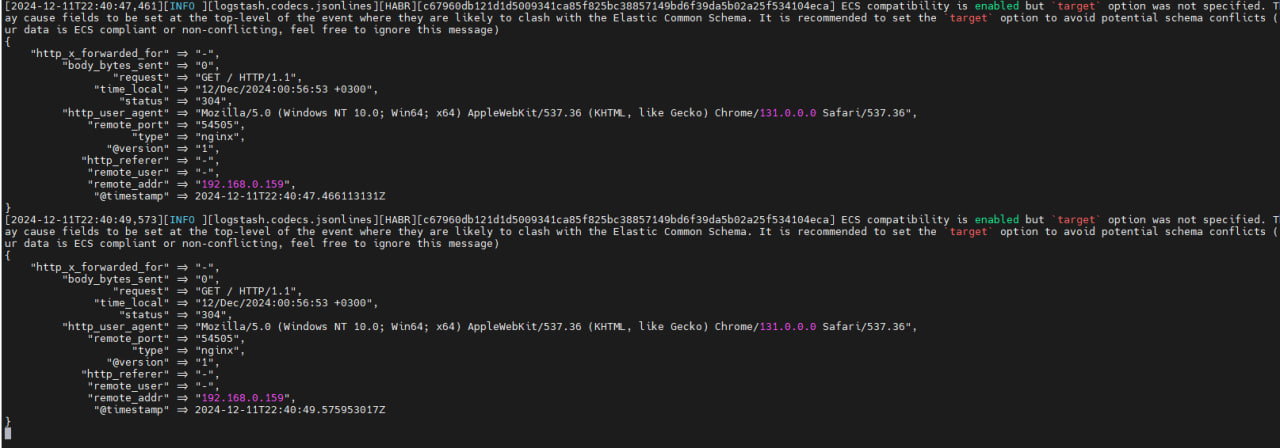 [2024-12-11T22:40:47,461][INFO ][logstash.codecs.jsonlines][HABR][c67960db121d1d5009341ca85f825bc38857149bd6f39da5b02a25f534104eca] ECS compatibility is enabled but `target` option was not specified. T
ay cause fields to be set at the top-level of the event where they are likely to clash with the Elastic Common Schema. It is recommended to set the `target` option to avoid potential schema conflicts (
ur data is ECS compliant or non-conflicting, feel free to ignore this message)
{
"http_x_forwarded_for" => "-",
"body_bytes_sent" => "0",
"request" => "GET / HTTP/1.1",
"time_local" => "12/Dec/2024:00:56:53 +0300",
"status" => "304",
"http_user_agent" => "Mozilla/5.0 (Windows NT 10.0; Win64; x64) AppleWebKit/537.36 (KHTML, like Gecko) Chrome/131.0.0.0 Safari/537.36",
"remote_port" => "54505",
"type" => "nginx",
"@version" => "1",
"http_referer" => "-",
"remote_user" => "-",
"remote_addr" => "192.168.0.159",
"@timestamp" => 2024-12-11T22:40:47.466113131Z
}
[2024-12-11T22:40:49,573][INFO ][logstash.codecs.jsonlines][HABR][c67960db121d1d5009341ca85f825bc38857149bd6f39da5b02a25f534104eca] ECS compatibility is enabled but `target` option was not specified. T
ay cause fields to be set at the top-level of the event where they are likely to clash with the Elastic Common Schema. It is recommended to set the `target` option to avoid potential schema conflicts (
ur data is ECS compliant or non-conflicting, feel free to ignore this message)
{
"http_x_forwarded_for" => "-",
"body_bytes_sent" => "0",
"request" => "GET / HTTP/1.1",
"time_local" => "12/Dec/2024:00:56:53 +0300",
"status" => "304",
"http_user_agent" => "Mozilla/5.0 (Windows NT 10.0; Win64; x64) AppleWebKit/537.36 (KHTML, like Gecko) Chrome/131.0.0.0 Safari/537.36",
"remote_port" => "54505",
"type" => "nginx",
"@version" => "1",
"http_referer" => "-",
"remote_user" => "-",
"remote_addr" => "192.168.0.159",
"@timestamp" => 2024-12-11T22:40:49.575953017Z
}